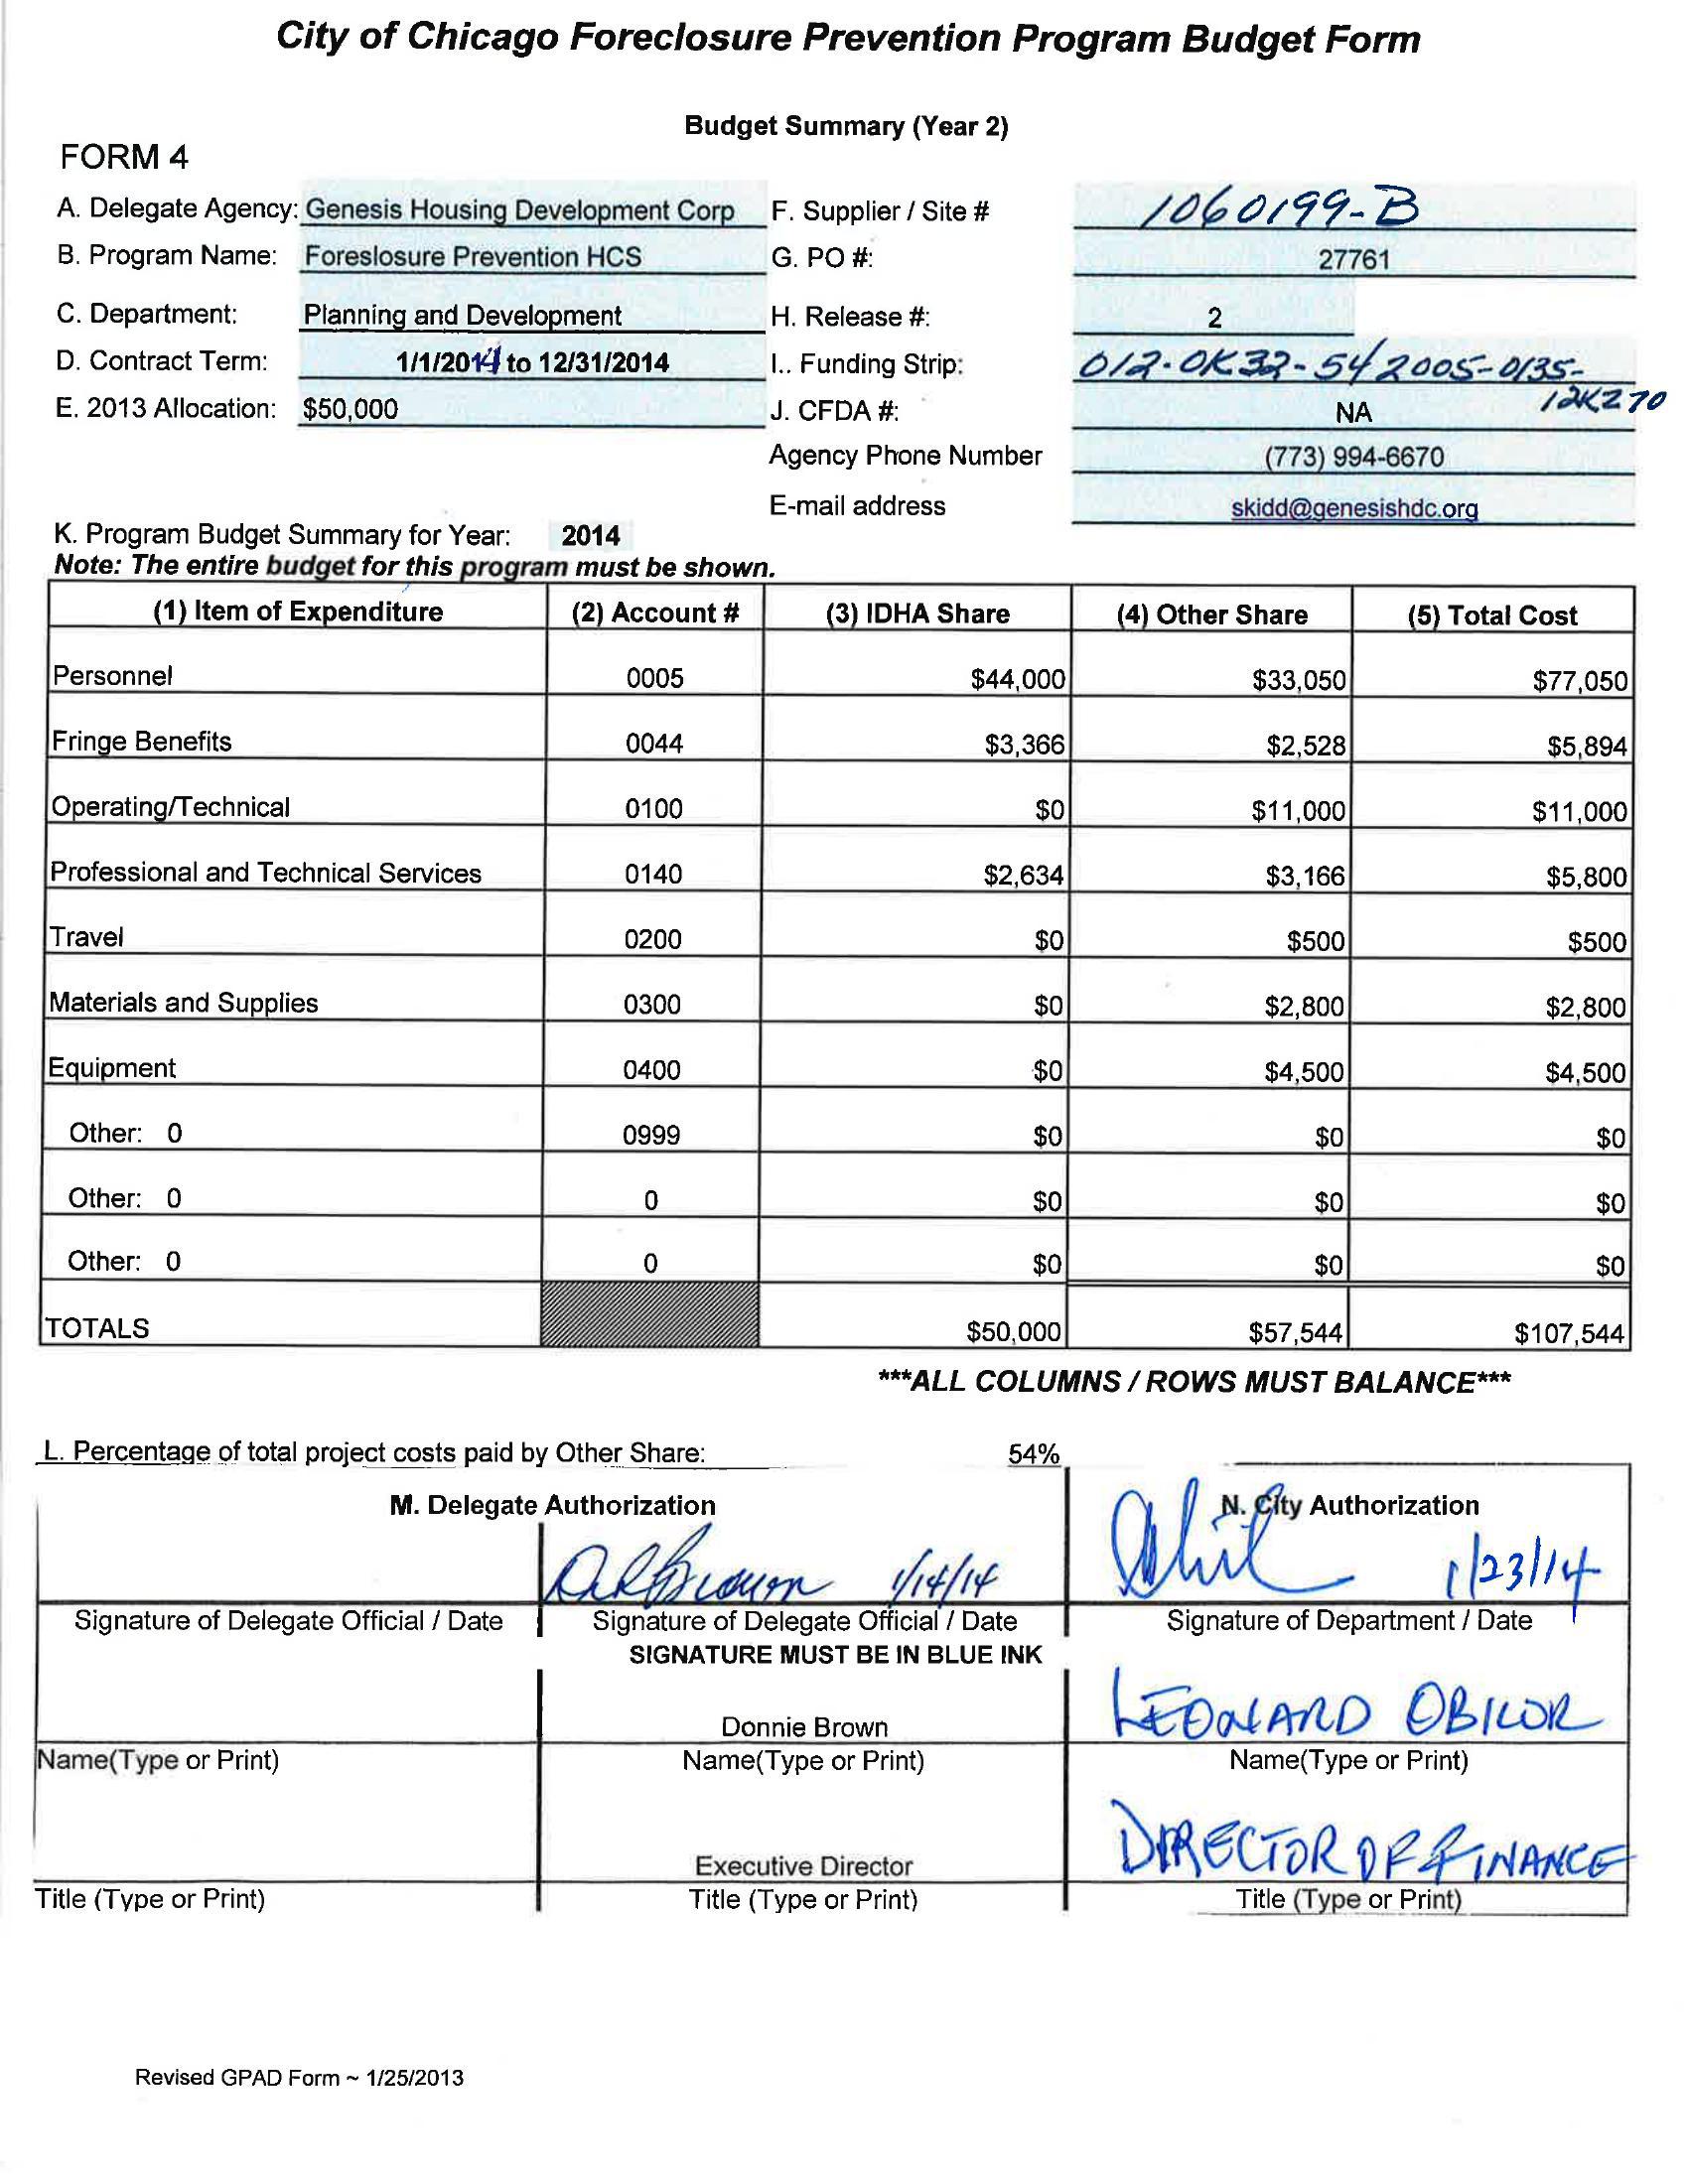 City of Chicago Foreclosure Prevention Program Budget Form
Budget Summary (Year 2)
FORM 4
A. Delegate Agency: Genesis Housing Development Corp F. Supplier / Site # 1060199-B
B. Program Name: Foreslosure Prevention HCS G. PO #: 27761
C. Department: Planning and Development H. Release #: 2
D. Contract Term: 1/1/2014 to 12/31/2014 I.. Funding Strip: 012-0K32-542005-0135-
12KZ70
E. 2013 Allocation: $50,000 J. CFDA #: NA
Agency Phone Number (773) 994-6670
E-mail address skidd@genesishdc.org
K. Program Budget Summary for Year: 2014
Note: The entire budget for this program must be shown.
(1) Item of Expenditure (2) Account # (3) IDHA Share (4) Other Share (5) Total Cost
Personnel 0005 $44,000 $33,050 $77,050
Fringe Benefits 0044 $3,366 $2,528 $5,894
Operating/Technical 0100 $0 $11,000 $11,000
Professional and Technical Services 0140 $2,634 $3,166 $5,800
Travel 0200 $0 $500 $500
Materials and Supplies 0300 $0 $2,800 $2,800
Equipment 0400 $0 $4,500 $4,500
Other: 0 0999 $0 $0 $0
Other: 0 0 $0 $0 $0
Other: 0 0 $0 $0 $0
TOTALS $50,000 $57,544 $107,544
***ALL COLUMNS / ROWS MUST BALANCE***
L. Percentage of total project costs paid by Other Share: 54%
M. Delegate Authorization N. City Authorization
1/14/14 1/23/14
Signature of Delegate Official / Date Signature of Delegate Official / Date Signature of Department / Date
SIGNATURE MUST BE IN BLUE INK
Donnie Brown LEONARD OBILOR
Name(Type or Print) Name(Type or Print) Name(Type or Print)
Executive Director DIRECTOR OF FINANCE
Title (Type or Print) Title (Type or Print) Title (Type or Print)
Revised GPAD Form ~ 1/25/2013